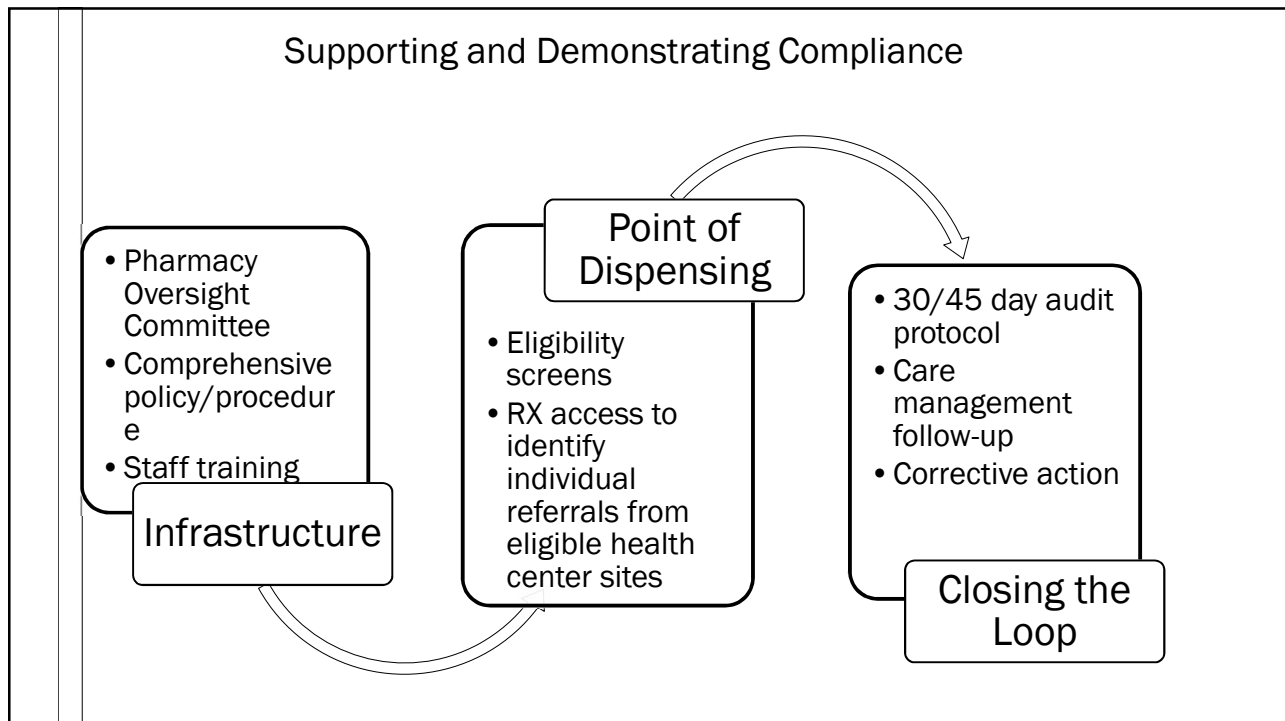 Supporting and Demonstrating Compliance
• Pharmacy
Oversight
Committee
• Comprehensive
policy/procedur
e
• Staff training
Infrastructure
Point of
Dispensing
• Eligibility
screens
• RX access to
identify
individual
referrals from
eligible health
center sites
• 30/45 day audit
protocol
• Care
management
follow-up
• Corrective action
Closing the
Loop